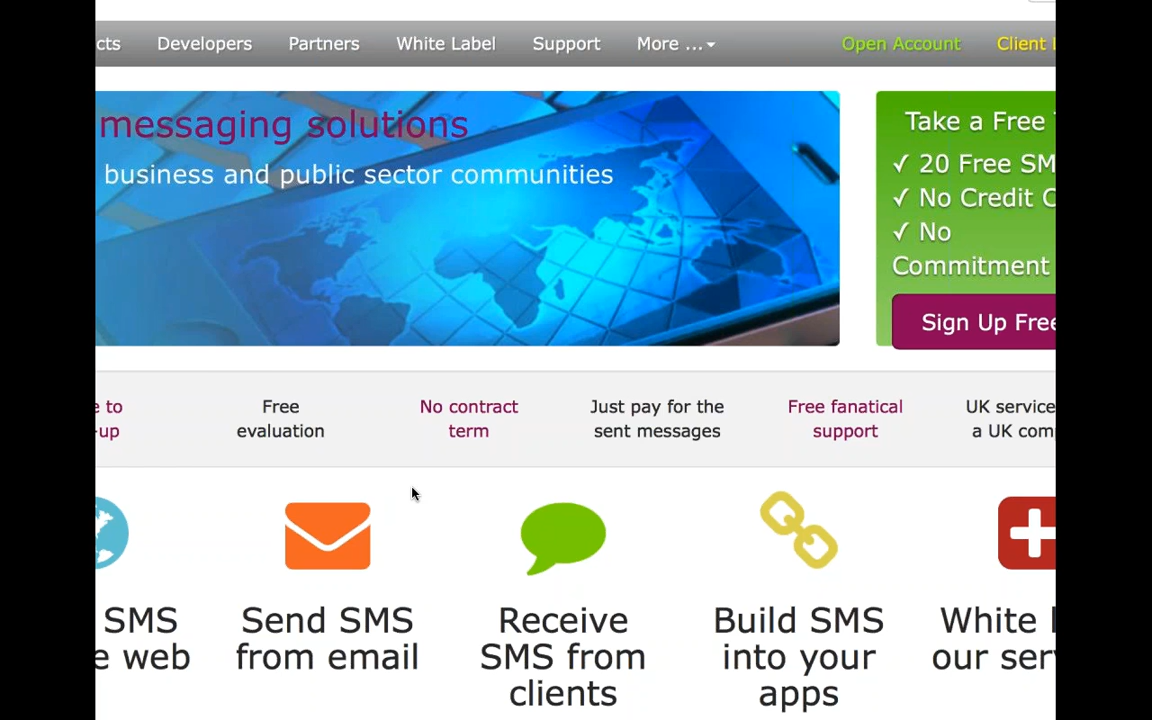 cts Developers Partners White Label Support More ... Open Account Client
messaging solutions
business and public sector communities
Take a Free
✓ 20 Free SM
✓ No Credit C
✓ No
Commitment
Sign Up Free
e to
-up
Free
evaluation
No contract
term
Just pay for the
sent messages
Free fanatical
support
UK service
a UK com
SMS
e web
Send SMS
from email
Receive
SMS from
clients
Build SMS
into your
apps
White
our ser